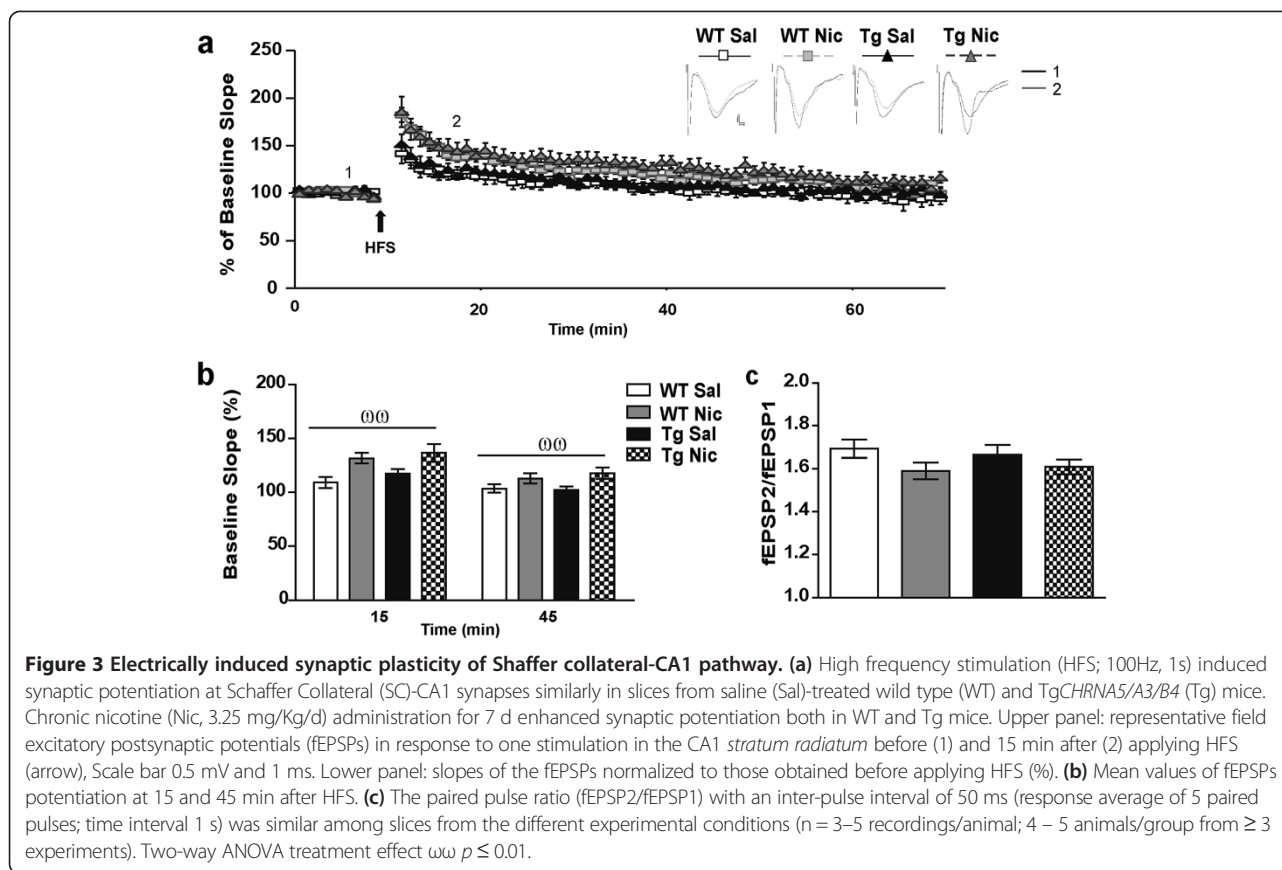 a
WT Sal WT Nic Tg Sal Tg Nic
250
200
150
100
50
0
% of Baseline Slope
1
2
1
2
HFS
0 20 40 60
Time (min)
b
200
150
100
50
0
Baseline Slope (%)
ωω ωω
WT Sal
WT Nic
Tg Sal
Tg Nic
15 45
Time (min)
c
2.0
1.8
1.6
1.4
1.2
1.0
fEPSP2/fEPSP1
Figure 3 Electrically induced synaptic plasticity of Shaffer collateral-CA1 pathway. (a) High frequency stimulation (HFS; 100Hz, 1s) induced
synaptic potentiation at Schaffer Collateral (SC)-CA1 synapses similarly in slices from saline (Sal)-treated wild type (WT) and TgCHRNA5/A3/B4 (Tg) mice.
Chronic nicotine (Nic, 3.25 mg/Kg/d) administration for 7 d enhanced synaptic potentiation both in WT and Tg mice. Upper panel: representative field
excitatory postsynaptic potentials (fEPSPs) in response to one stimulation in the CA1 stratum radiatum before (1) and 15 min after (2) applying HFS
(arrow), Scale bar 0.5 mV and 1 ms. Lower panel: slopes of the fEPSPs normalized to those obtained before applying HFS (%). (b) Mean values of fEPSPs
potentiation at 15 and 45 min after HFS. (c) The paired pulse ratio (fEPSP2/fEPSP1) with an inter-pulse interval of 50 ms (response average of 5 paired
pulses; time interval 1 s) was similar among slices from the different experimental conditions (n = 3–5 recordings/animal; 4 – 5 animals/group from ≥ 3
experiments). Two-way ANOVA treatment effect ωω p ≤ 0.01.